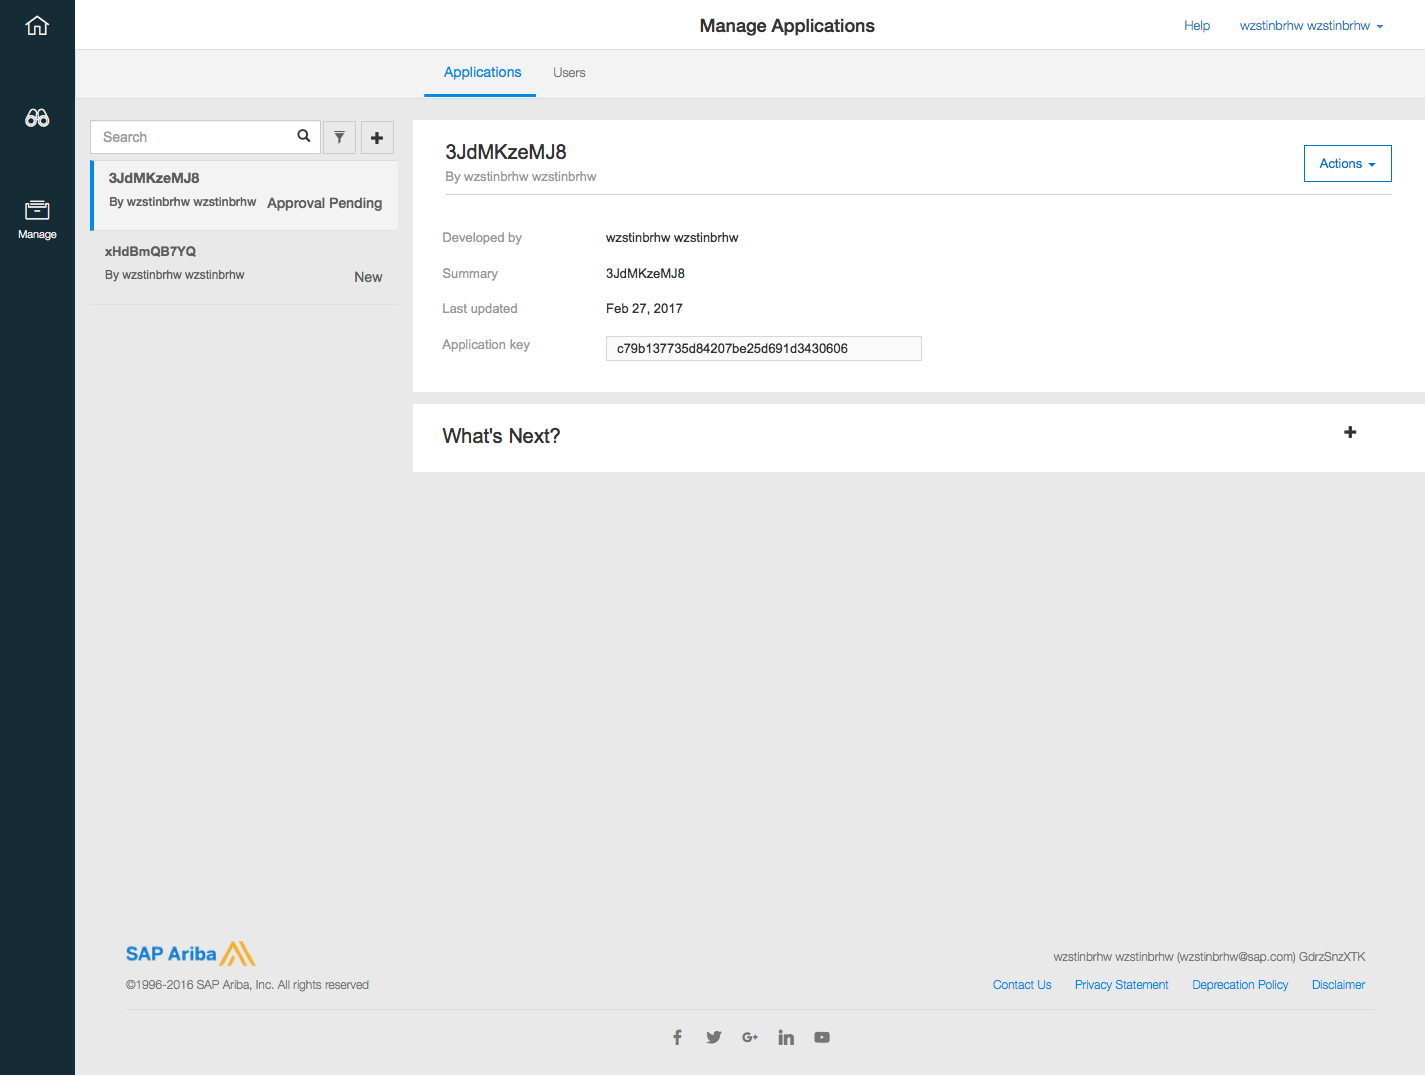 Manage Applications
Help
wzstinbrhw wzstinbrhw
Applications
Users
Manage
Search
3JdMKzeMJ8
By wzstinbrhw wzstinbrhw
Approval Pending
xHdBmQB7YQ
By wzstinbrhw wzstinbrhw
New
3JdMKzeMJ8
By wzstinbrhw wzstinbrhw
Actions
Developed by wzstinbrhw wzstinbrhw
Summary 3JdMKzeMJ8
Last updated Feb 27, 2017
Application key c79b137735d84207be25d691d3430606
What's Next?
SAP Ariba
©1996-2016 SAP Ariba, Inc. All rights reserved
wzstinbrhw wzstinbrhw (wzstinbrhw@sap.com) GdrzSnzXTK
Contact Us Privacy Statement Deprecation Policy Disclaimer